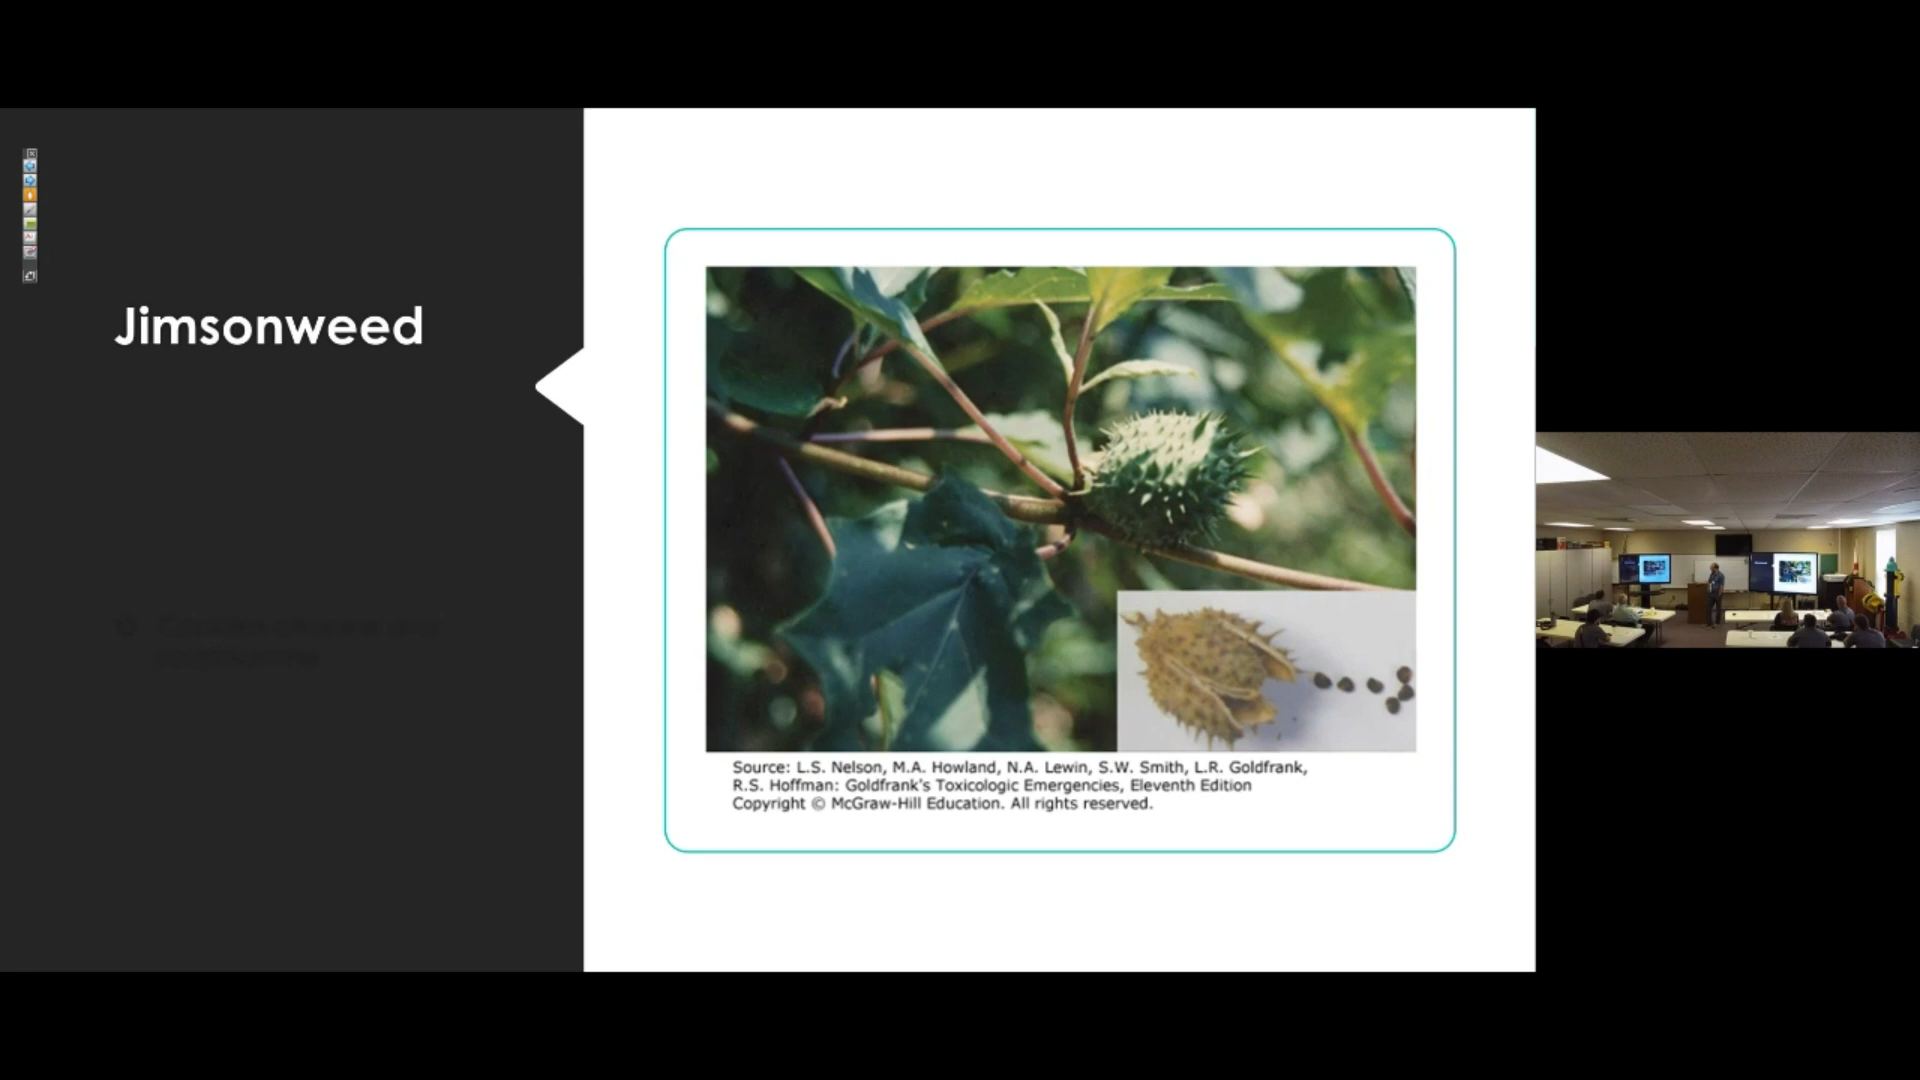 Jimsonweed
Source: L.S. Nelson, M.A. Howland, N.A. Lewin, S.W. Smith, L.R. Goldfrank,
R.S. Hoffman: Goldfrank's Toxicologic Emergencies, Eleventh Edition
Copyright © McGraw-Hill Education. All rights reserved.